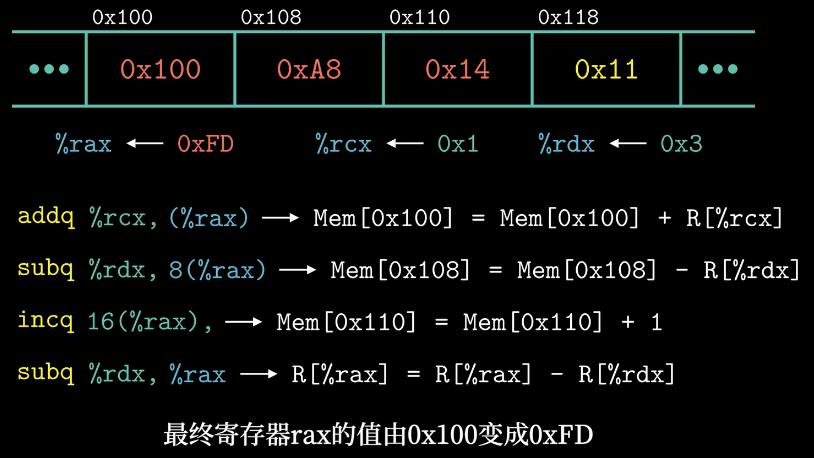 0x100 0x108 0x110 0x118
••• 0x100 0xA8 0x14 0x11 •••
%rax ← 0xFD %rcx ← 0x1 %rdx ← 0x3
addq %rcx, (%rax) → Mem[0x100] = Mem[0x100] + R[%rcx]
subq %rdx, 8(%rax) → Mem[0x108] = Mem[0x108] - R[%rdx]
incq 16(%rax), → Mem[0x110] = Mem[0x110] + 1
subq %rdx, %rax → R[%rax] = R[%rax] - R[%rdx]
最终寄存器rax的值由0x100变成0xFD